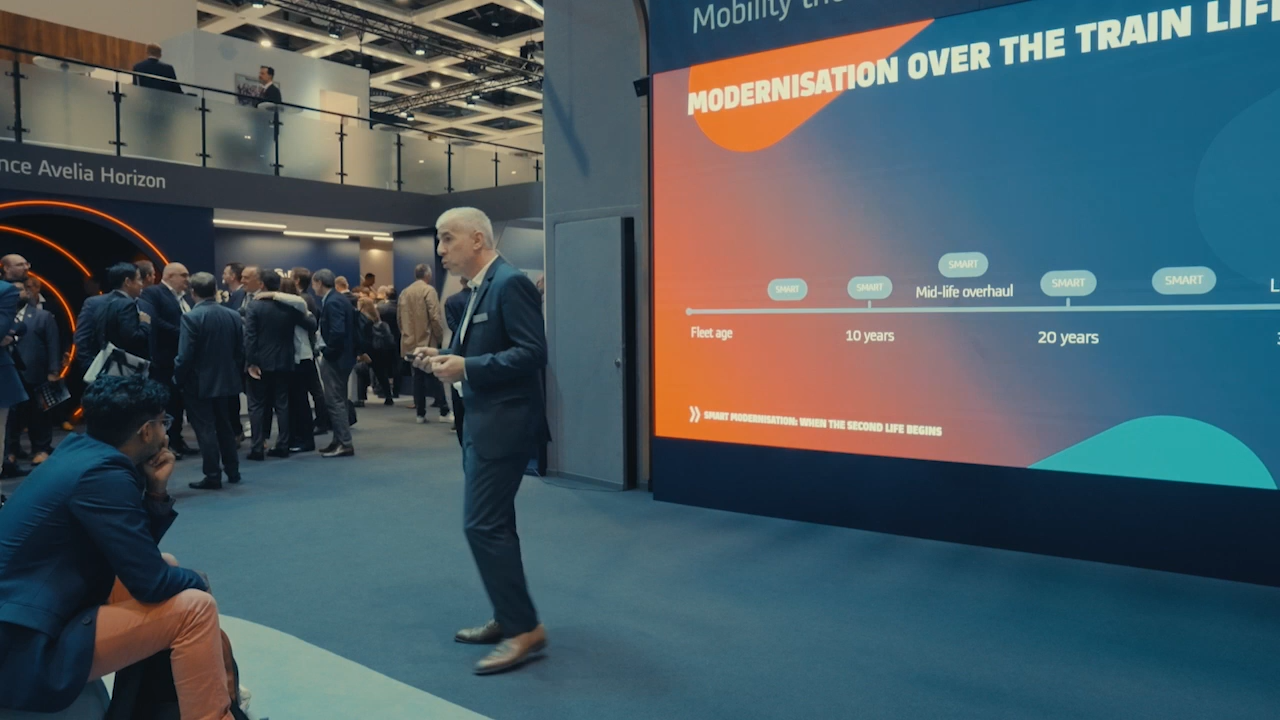 Mobility
MODERNISATION OVER THE TRAIN
nce Avelia Horizon
SMART
SMART
SMART
SMART
SMART
Mid-life overhaul
Fleet age
10 years
20 years
SMART MODERNISATION: WHEN THE SECOND LIFE BEGINS